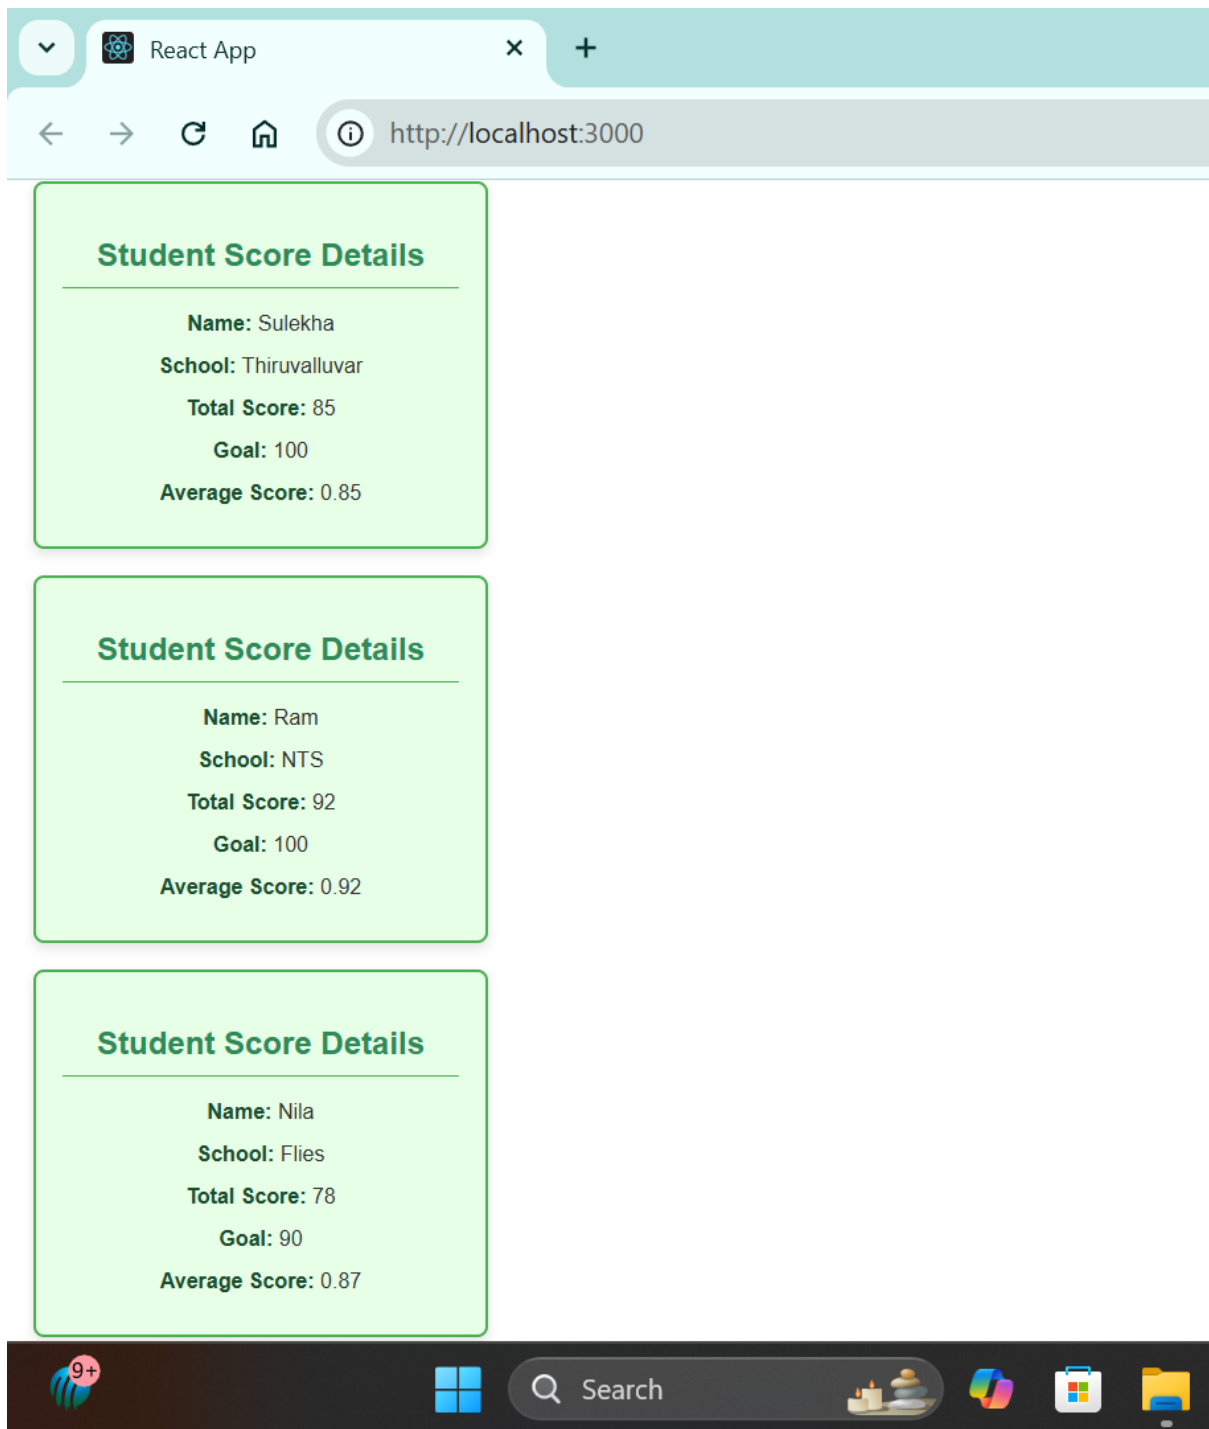 React App
http://localhost:3000
Student Score Details
Name: Sulekha
School: Thiruvalluvar
Total Score: 85
Goal: 100
Average Score: 0.85
Student Score Details
Name: Ram
School: NTS
Total Score: 92
Goal: 100
Average Score: 0.92
Student Score Details
Name: Nila
School: Flies
Total Score: 78
Goal: 90
Average Score: 0.87
9+
Search